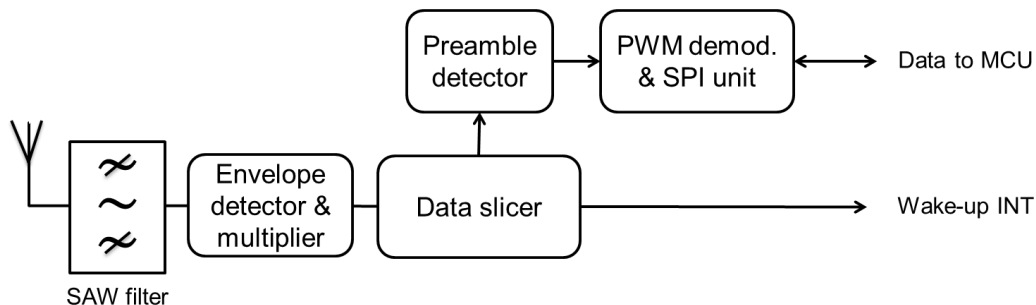 Preamble
detector
PWM demod.
& SPI unit
Data to MCU
Envelope
detector &
multiplier
Data slicer
Wake-up INT
SAW filter